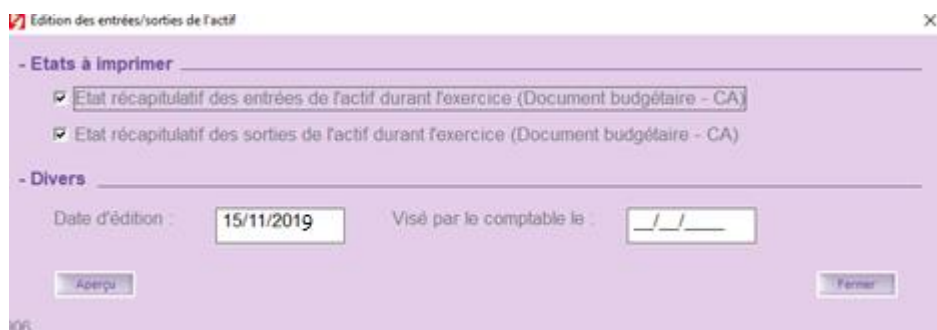 Edition des entrées/sorties de l'actif
- Etats à imprimer
Etat récapitulatif des entrées de l'actif durant l'exercice (Document budgétaire - CA)
Etat récapitulatif des sorties de l'actif durant l'exercice (Document budgétaire - CA)
- Divers
Date d'édition : 15/11/2019 Visé par le comptable le : __/__/____
Aperçu Fermer